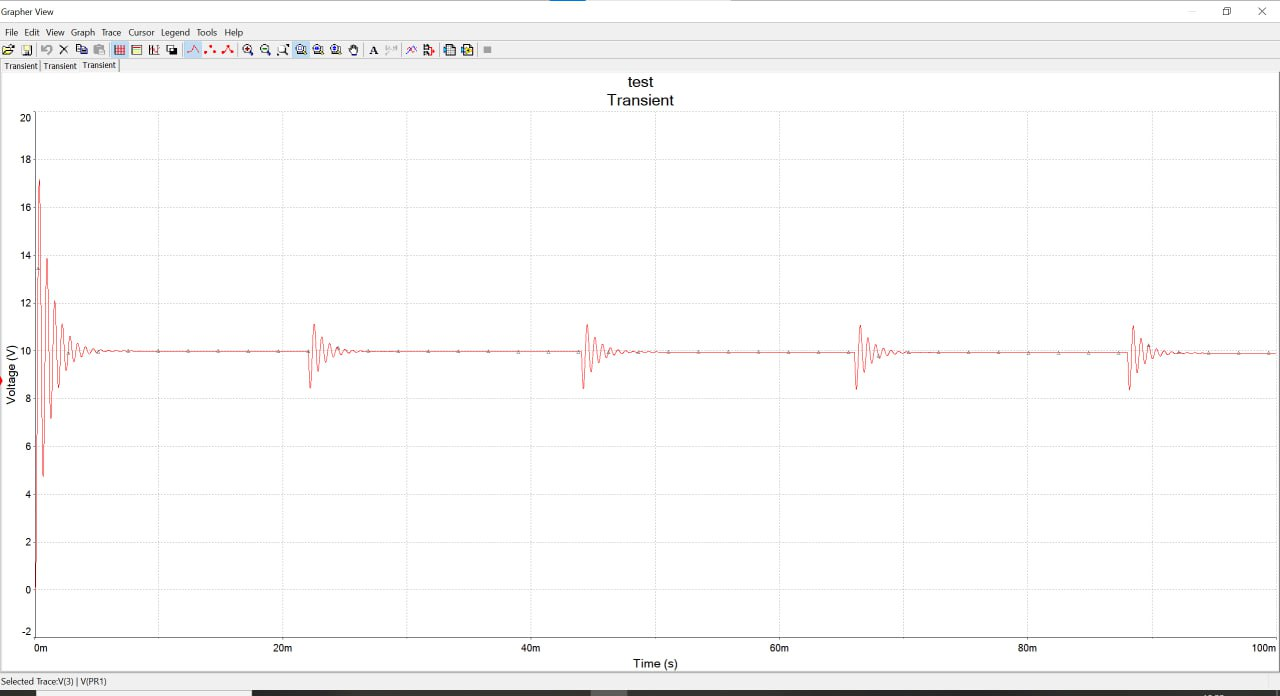 Grapher View
File Edit View Graph Trace Cursor Legend Tools Help
A
Transient Transient Transient
test
Transient
20
18
16
14
12
10
8
6
4
2
0
-2
Voltage (V)
0m 20m 40m 60m 80m 100m
Time (s)
Selected Trace:V(3) | V(PR1)